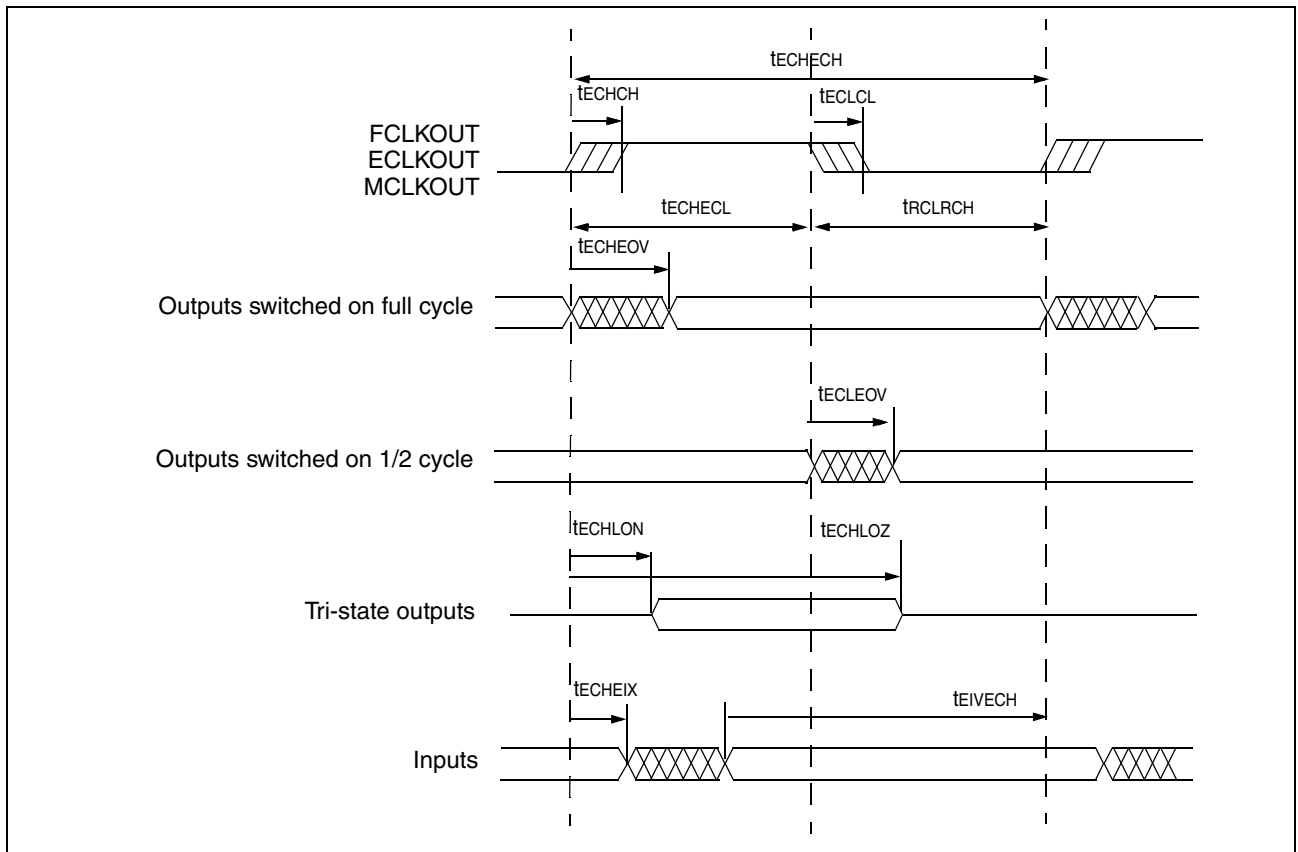 tECHECH
tECHCH
tECLCL
FCLKOUT
ECLKOUT
MCLKOUT
tECHECL
tRCLRCH
tECHEOV
Outputs switched on full cycle
tECLEOV
Outputs switched on 1/2 cycle
tECHLON
tECHLOZ
Tri-state outputs
tECHEIX
tEIVECH
Inputs